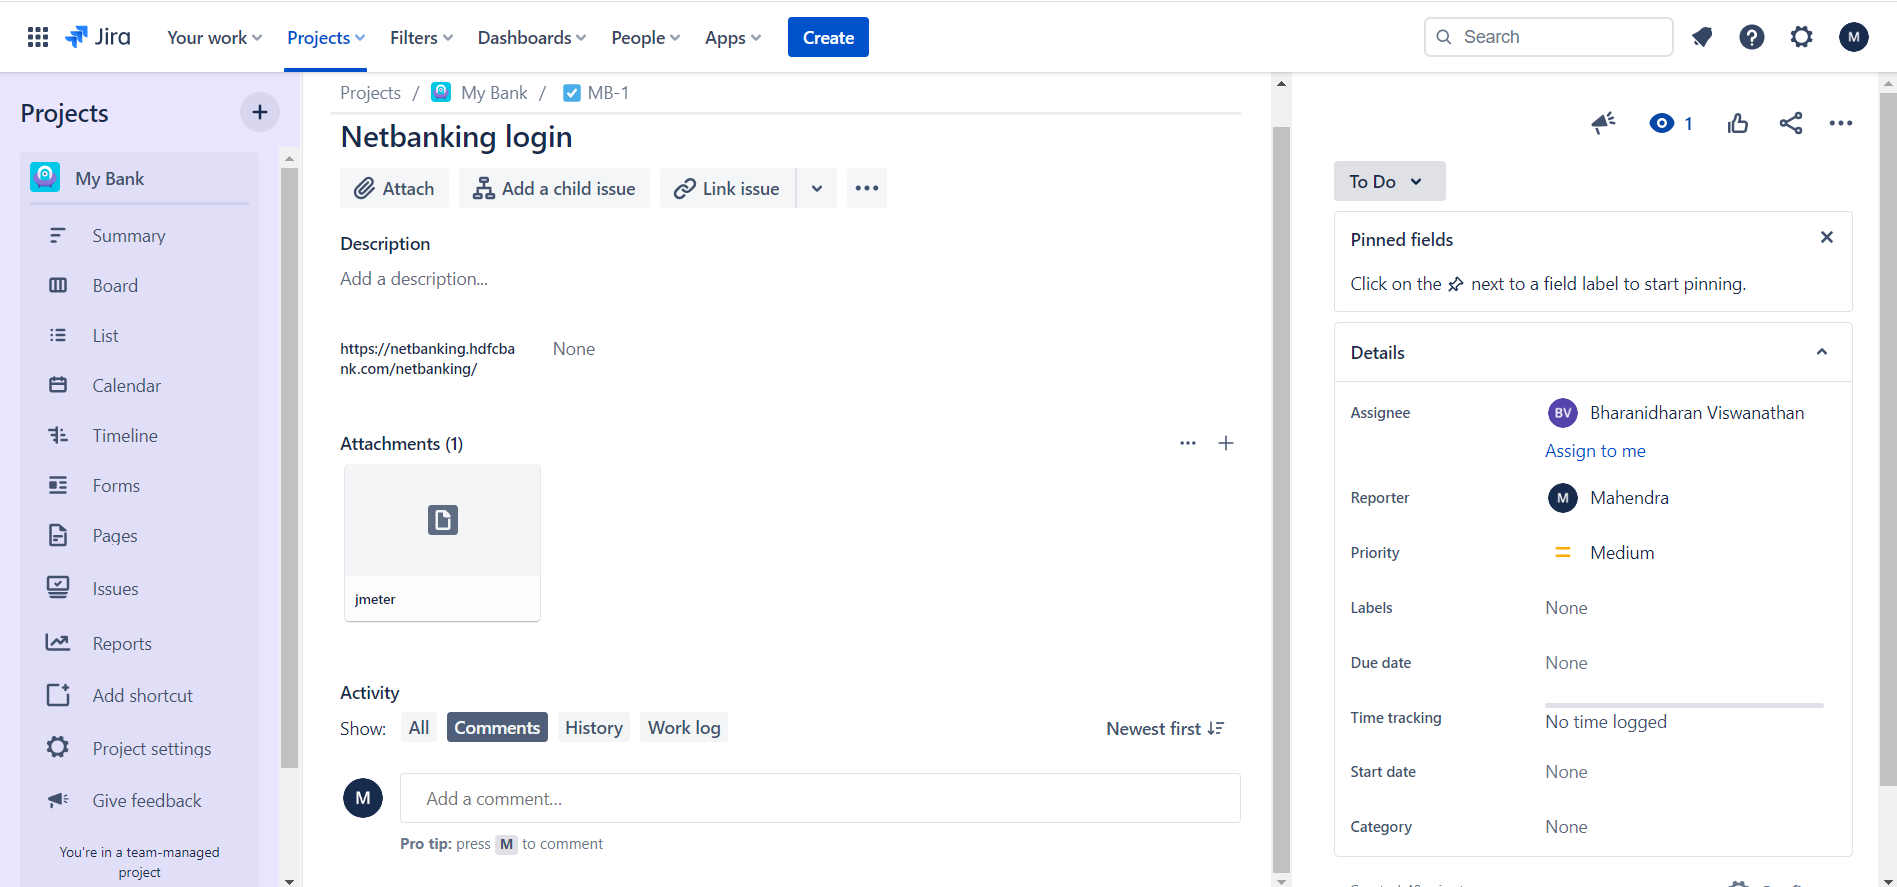 Jira
Your work
Projects
Filters
Dashboards
People
Apps
Create
Search
M
Projects
My Bank
Summary
Board
List
Calendar
Timeline
Forms
Pages
Issues
Reports
Add shortcut
Project settings
Give feedback
You're in a team-managed
project
Projects / My Bank / MB-1
Netbanking login
Attach
Add a child issue
Link issue
Description
Add a description...
https://netbanking.hdfcba
nk.com/netbanking/
None
Attachments (1)
jmeter
Activity
Show: All Comments History Work log
Newest first
M
Add a comment...
Pro tip: press M to comment
1
To Do
Pinned fields
Click on the next to a field label to start pinning.
Details
Assignee
BV Bharanidharan Viswanathan
Assign to me
Reporter
M Mahendra
Priority
Medium
Labels
None
Due date
None
Time tracking
No time logged
Start date
None
Category
None